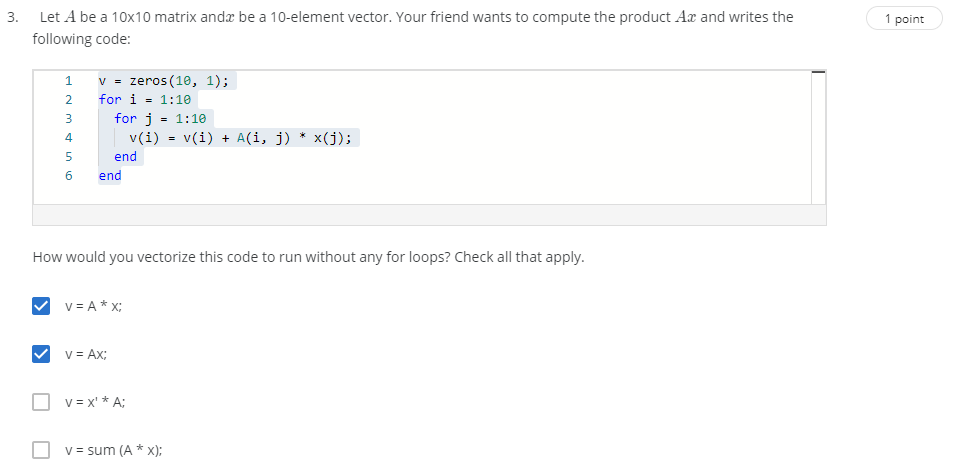 3. Let A be a 10x10 matrix andx be a 10-element vector. Your friend wants to compute the product Ax and writes the
1 point
following code:
1 v = zeros(10, 1);
2 for i = 1:10
3 for j = 1:10
4 v(i) = v(i) + A(i, j) * x(j);
5 end
6 end
How would you vectorize this code to run without any for loops? Check all that apply.
v = A * x;
v = Ax;
v = x' * A;
v = sum (A * x);